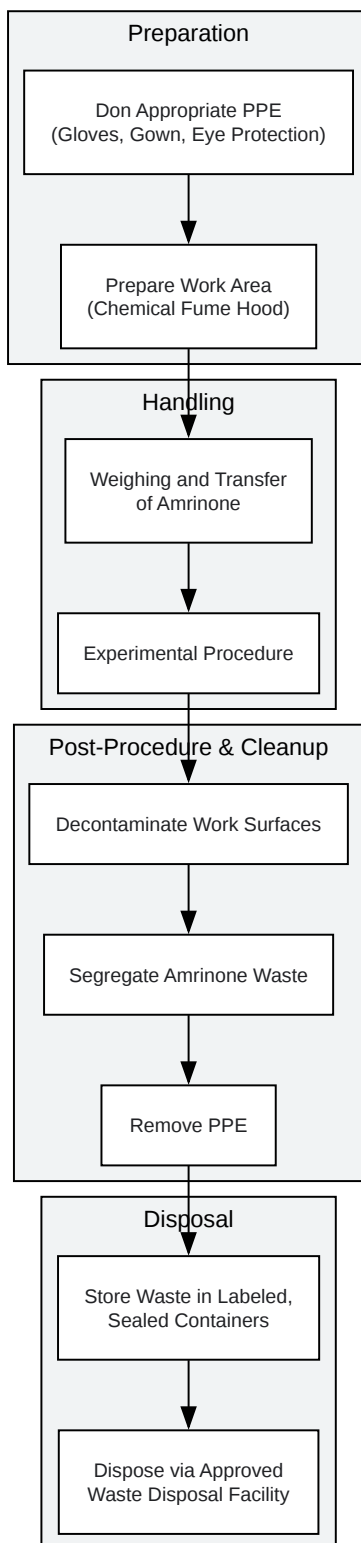 Preparation
Don Appropriate PPE
(Gloves, Gown, Eye Protection)
Prepare Work Area
(Chemical Fume Hood)
Handling
Weighing and Transfer
of Amrinone
Experimental Procedure
Post-Procedure & Cleanup
Decontaminate Work Surfaces
Segregate Amrinone Waste
Remove PPE
Disposal
Store Waste in Labeled,
Sealed Containers
Dispose via Approved
Waste Disposal Facility